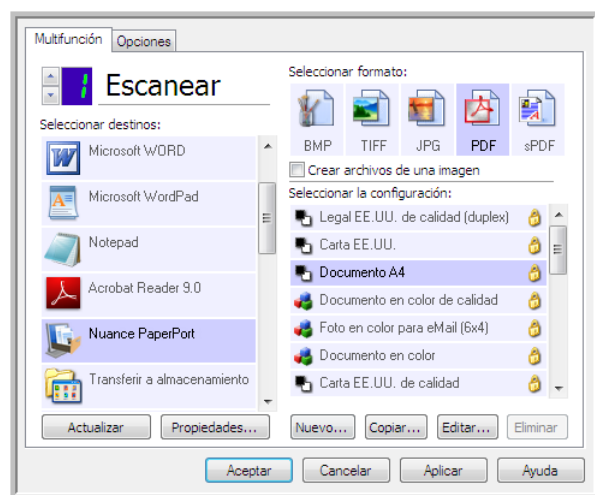 Multifunción Opciones
1 Escanear
Seleccionar destinos:
Microsoft WORD
Microsoft WordPad
Notepad
Acrobat Reader 9.0
Nuance PaperPort
Transferir a almacenamiento
Actualizar Propiedades...
Seleccionar formato:
BMP TIFF JPG PDF sPDF
Crear archivos de una imagen
Seleccionar la configuración:
Legal EE.UU. de calidad (duplex)
Carta EE.UU.
Documento A4
Documento en color de calidad
Foto en color para eMail (6x4)
Documento en color
Carta EE.UU. de calidad
Nuevo... Copiar... Editar... Eliminar
Aceptar Cancelar Aplicar Ayuda